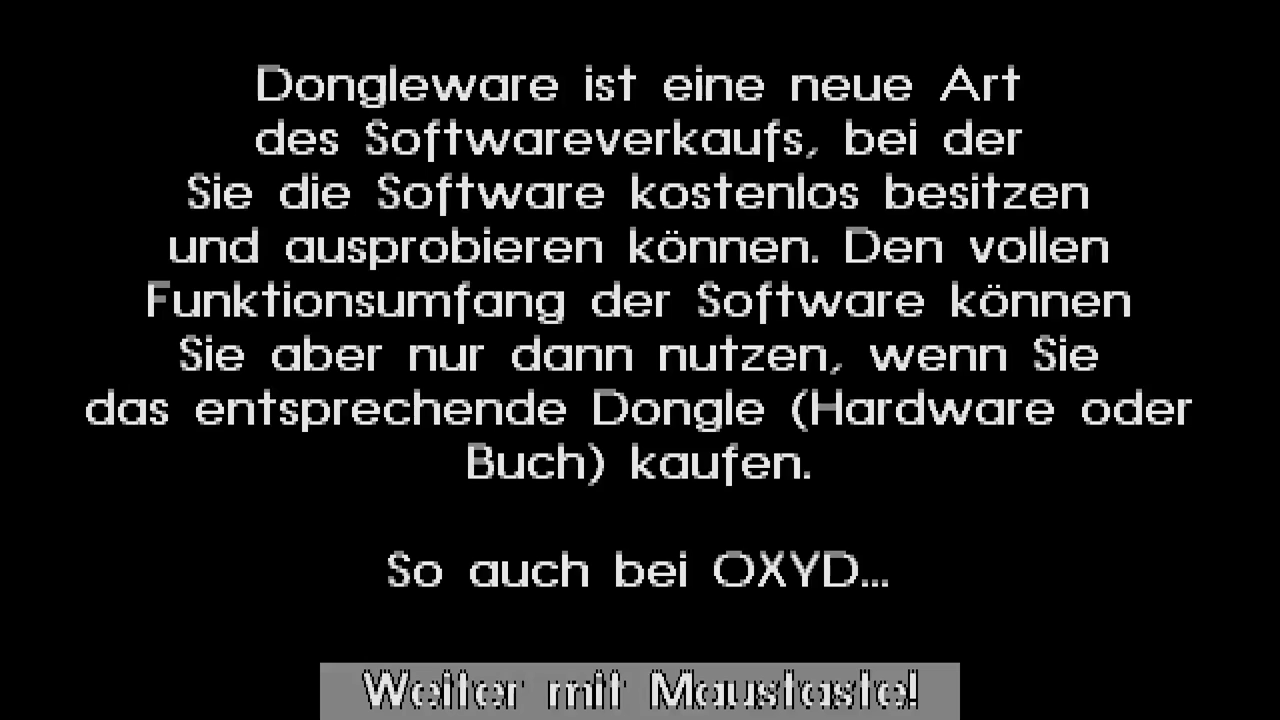 Dongleware ist eine neue Art
des Softwareverkaufs, bei der
Sie die Software kostenlos besitzen
und ausprobieren können. Den vollen
Funktionsumfang der Software können
Sie aber nur dann nutzen, wenn Sie
das entsprechende Dongle (Hardware oder
Buch) kaufen.
So auch bei OXYD...
Weiter mit Maustaste!